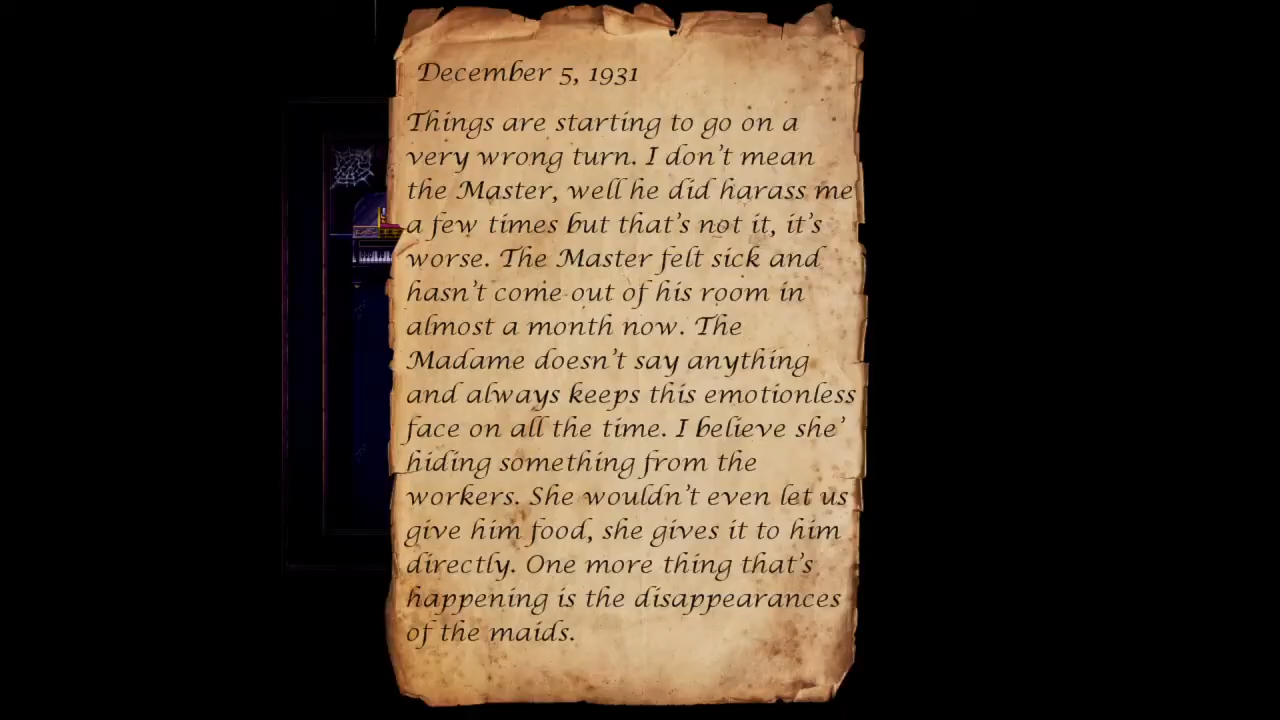 December 5, 1931
Things are starting to go on a
very wrong turn. I don't mean
the Master, well he did harass me
a few times but that's not it, it's
worse. The Master felt sick and
hasn't come out of his room in
almost a month now. The
Madame doesn't say anything
and always keeps this emotionless
face on all the time. I believe she'
hiding something from the
workers. She wouldn't even let us
give him food, she gives it to him
directly. One more thing that's
happening is the disappearances
of the maids.